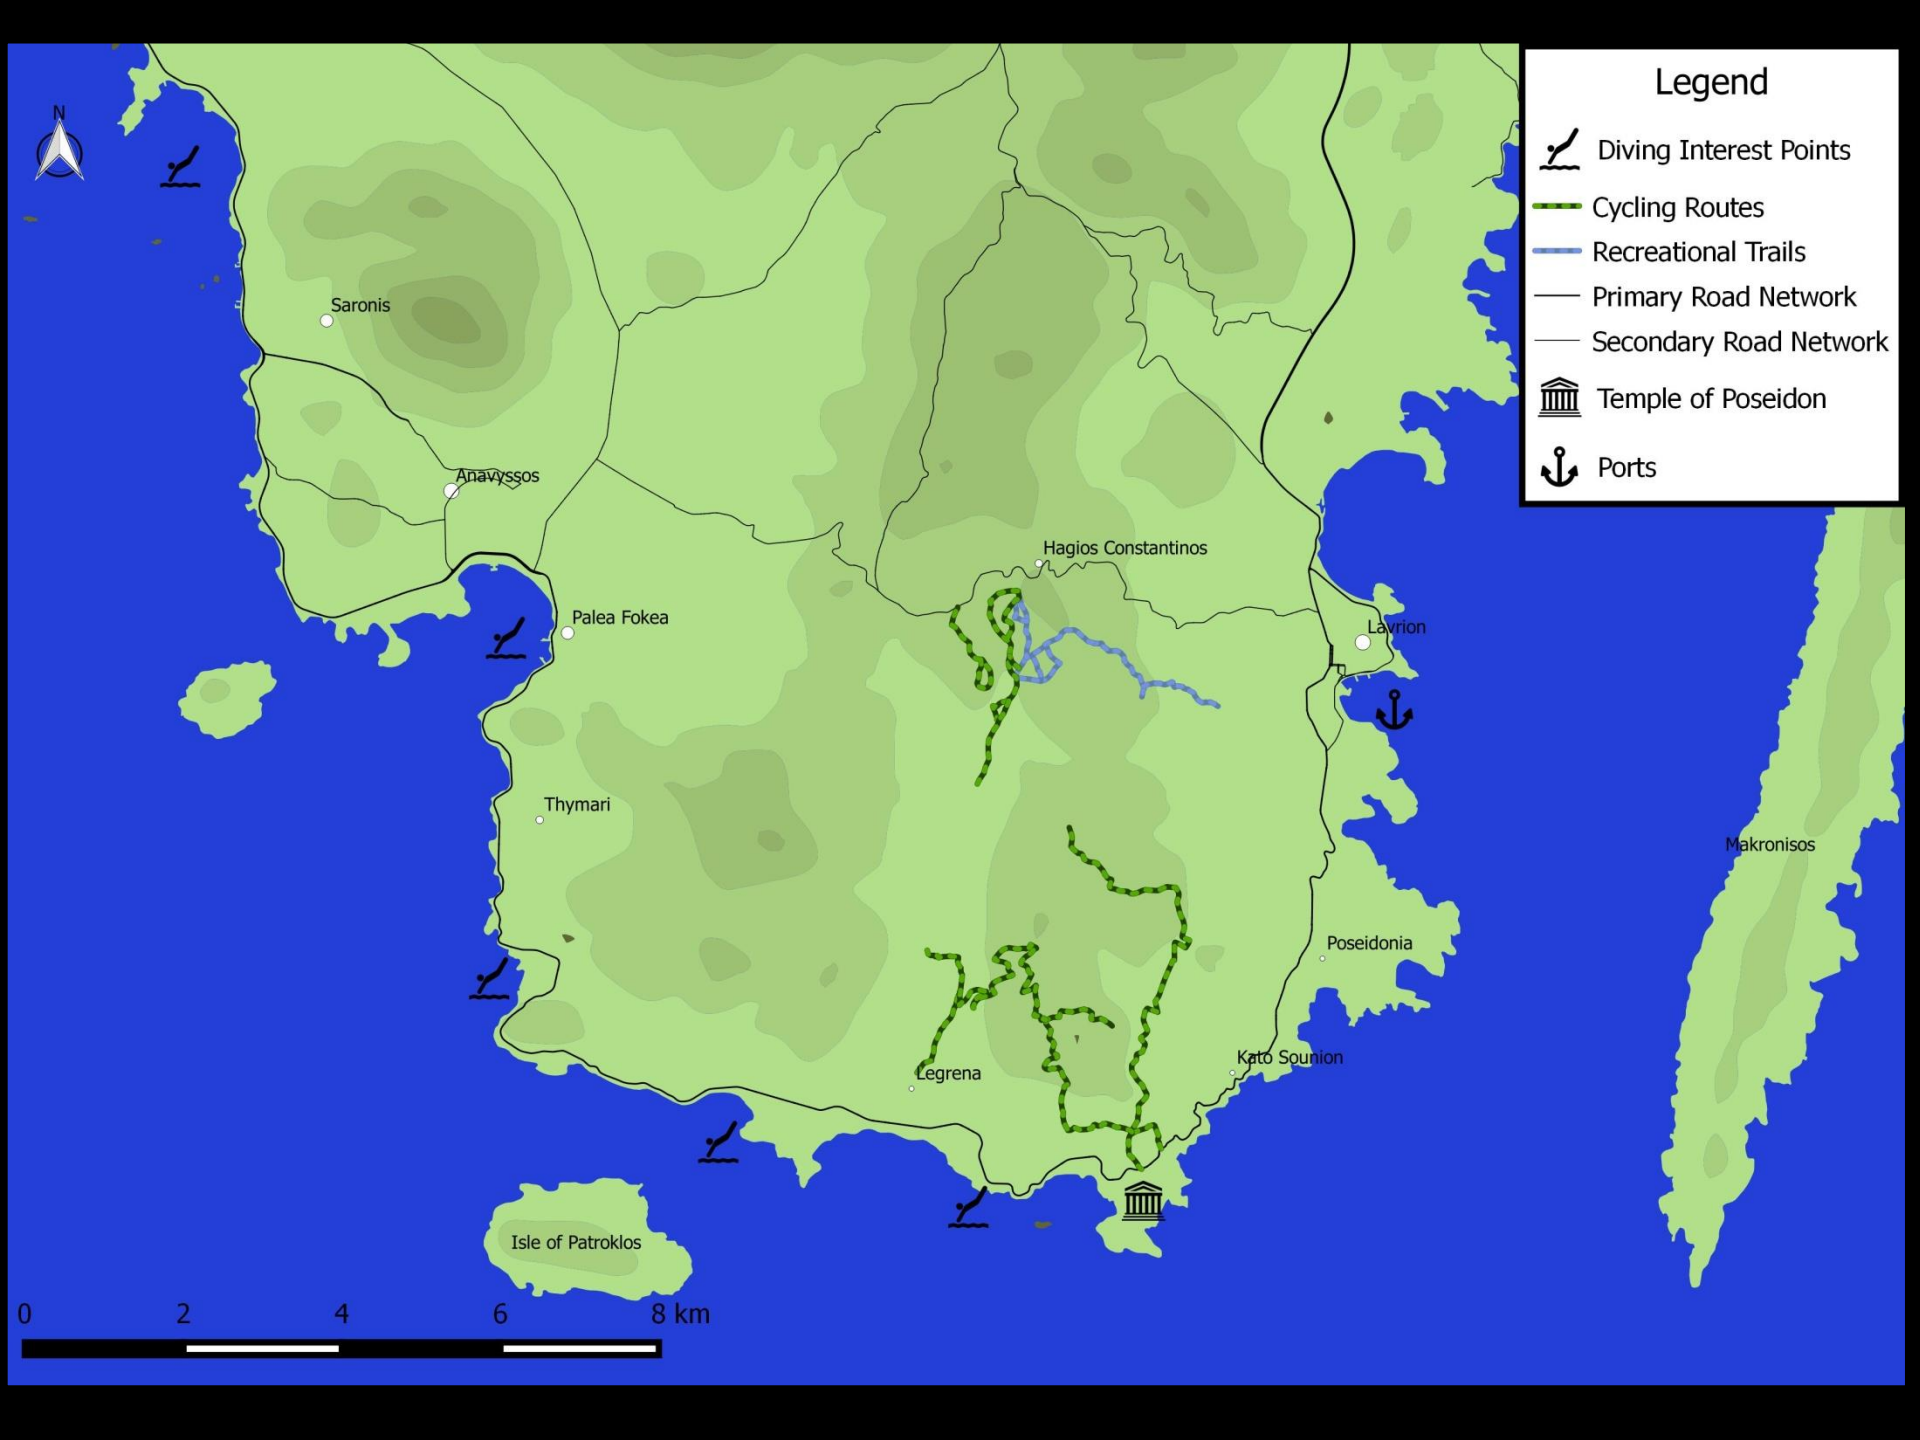 N
Legend
Diving Interest Points
Cycling Routes
Recreational Trails
Primary Road Network
Secondary Road Network
Temple of Poseidon
Ports
Saronis
Anavyssos
Hagios Constantinos
Palea Fokea
Lavrion
Thymari
Makronisos
Poseidonia
Kato Sounion
Legrena
Isle of Patroklos
0 2 4 6 8 km